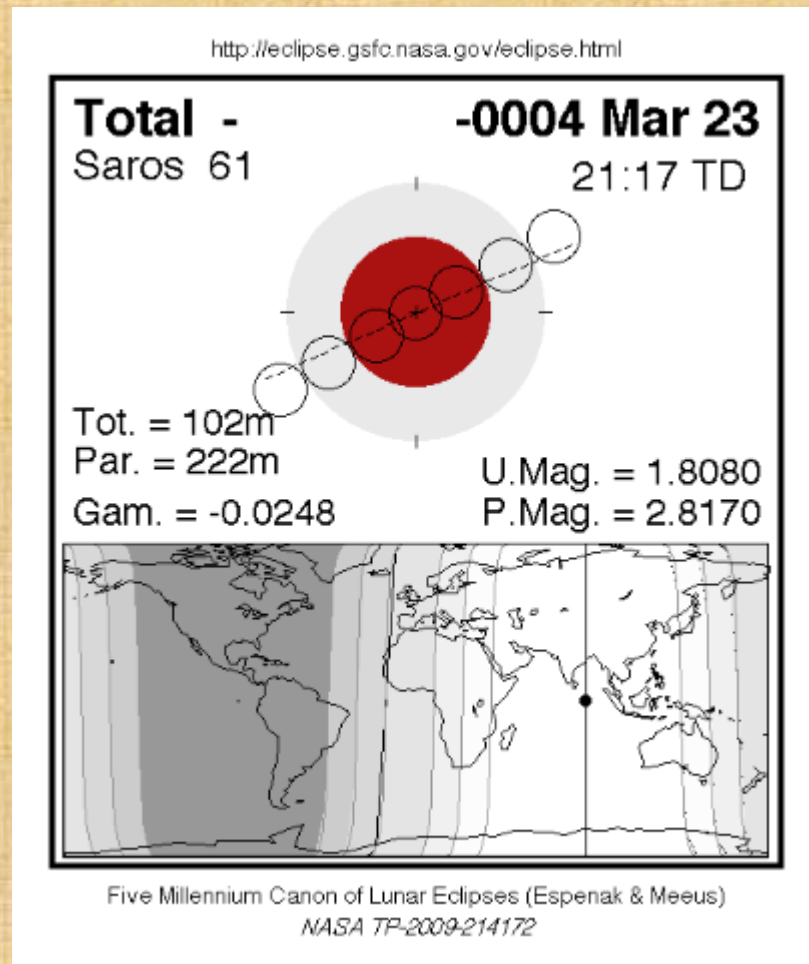 http://eclipse.gsfc.nasa.gov/eclipse.html
Total - -0004 Mar 23
Saros 61 21:17 TD
Tot. = 102m
Par. = 222m U.Mag. = 1.8080
Gam. = -0.0248 P.Mag. = 2.8170
Five Millennium Canon of Lunar Eclipses (Espenak & Meeus)
NASA TP-2009-214172